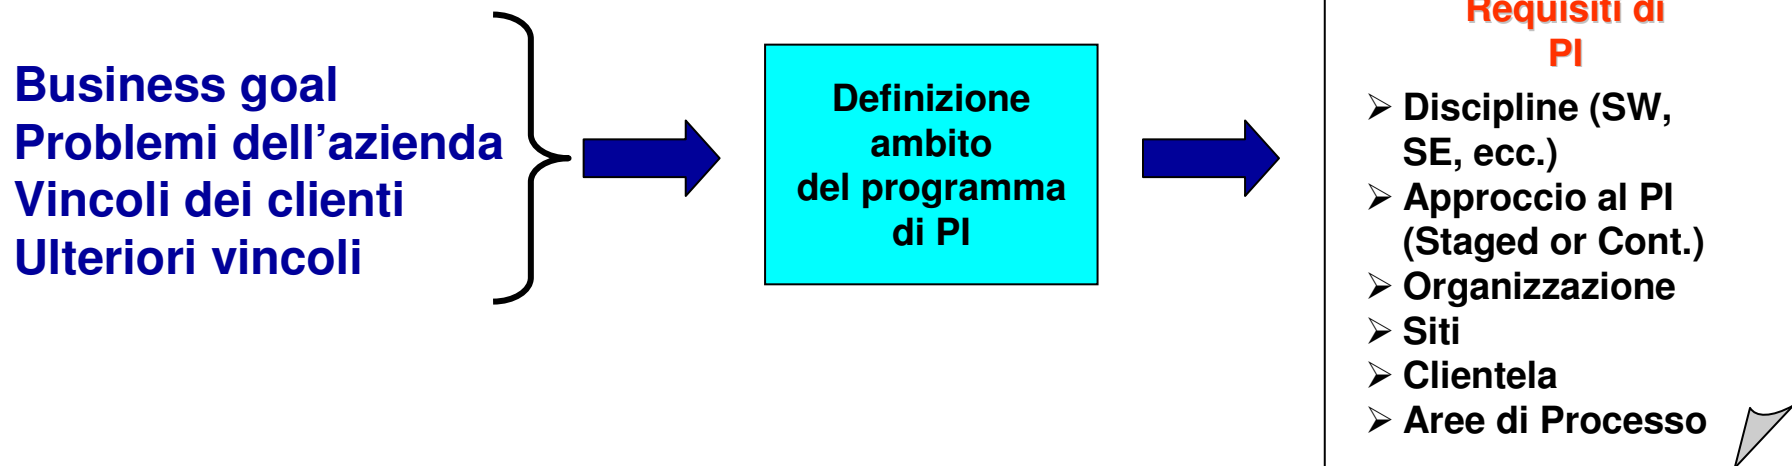 Business goal
Problemi dell’azienda
Vincoli dei clienti
Ulteriori vincoli
Definizione
ambito
del programma
di PI
Requisiti di
PI
➢ Discipline (SW,
SE, ecc.)
➢ Approccio al PI
(Staged or Cont.)
➢ Organizzazione
➢ Siti
➢ Clientela
➢ Aree di Processo